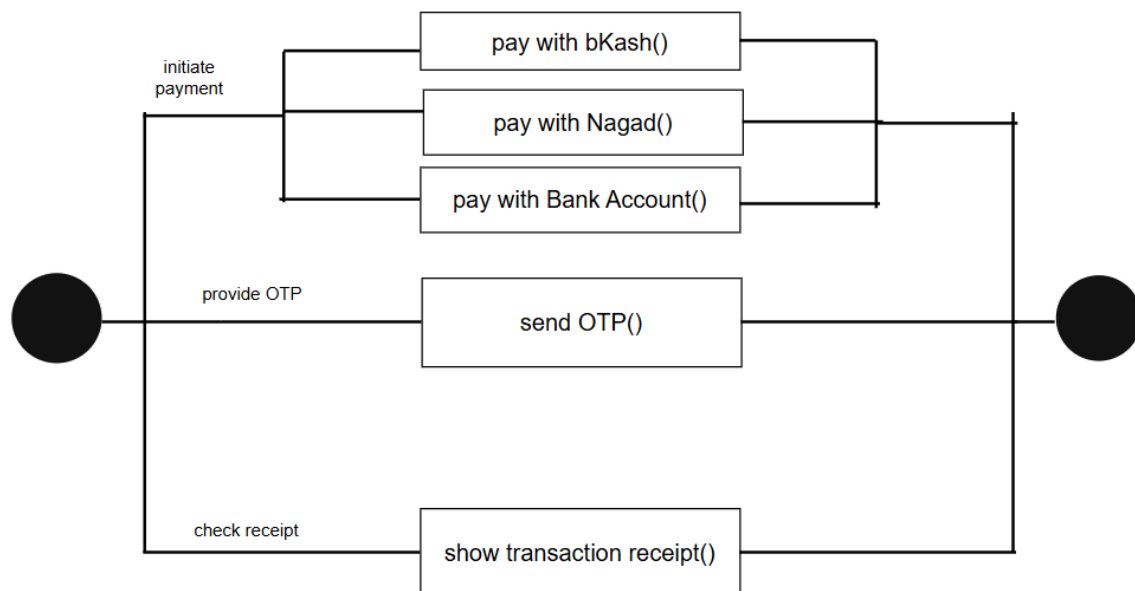 pay with bKash()
initiate
payment
pay with Nagad()
pay with Bank Account()
provide OTP
send OTP()
check receipt
show transaction receipt()